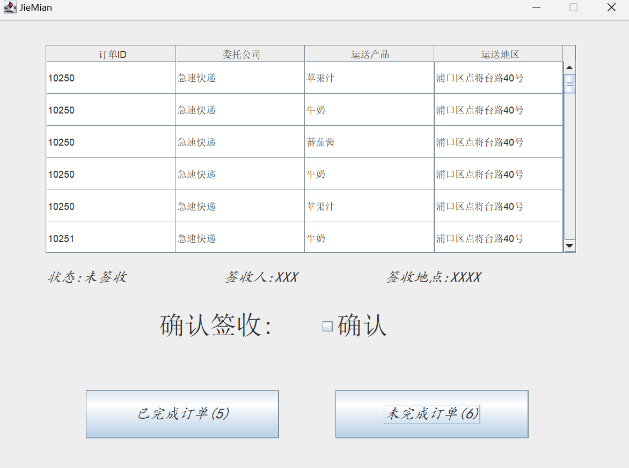 JieMian
订单ID 委托公司 运送产品 运送地区
10250 急速快递 苹果汁 浦口区点将台路40号
10250 急速快递 牛奶 浦口区点将台路40号
10250 急速快递 蕃茄酱 浦口区点将台路40号
10250 急速快递 牛奶 浦口区点将台路40号
10250 急速快递 苹果汁 浦口区点将台路40号
10251 急速快递 牛奶 浦口区点将台路40号
状态:未签收 签收人:XXX 签收地点:XXXX
确认签收: 确认
已完成订单(5) 未完成订单(6)